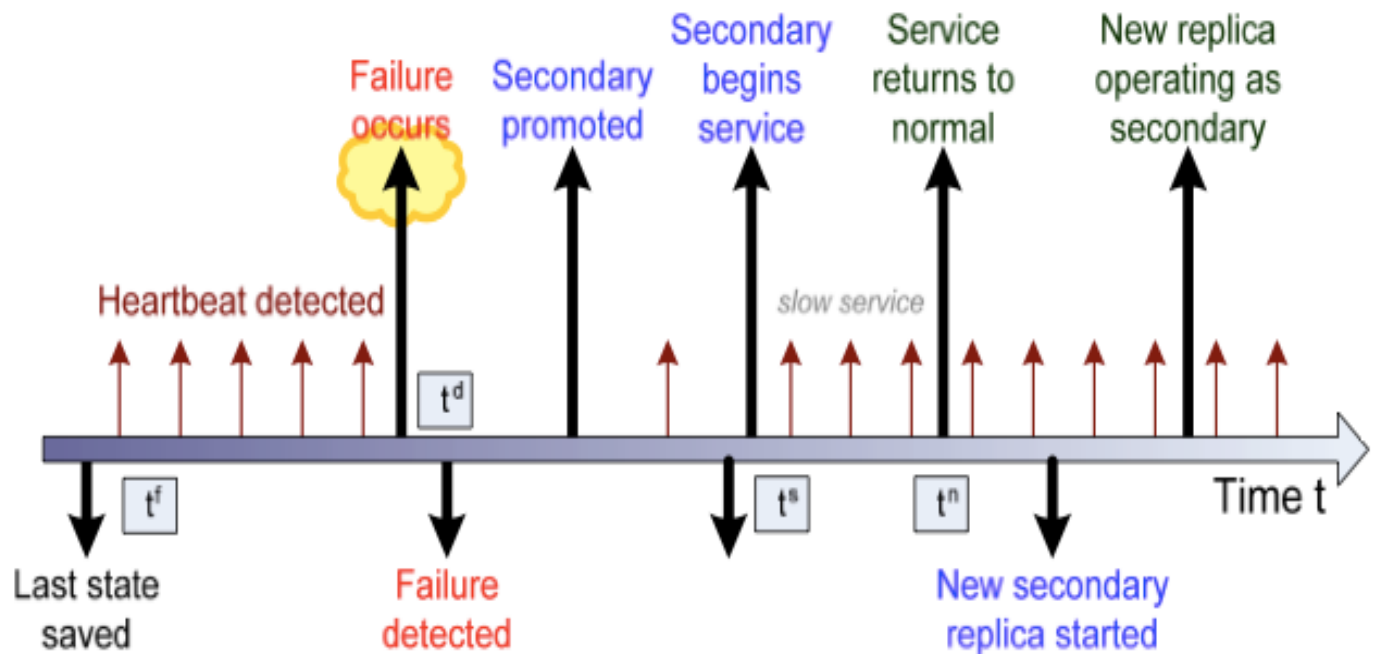 Failure
occurs
Secondary
promoted
Secondary
begins
service
Service
returns to
normal
New replica
operating as
secondary
Heartbeat detected
slow service
t^d
t^f
t^s
t^n
Time t
Last state
saved
Failure
detected
New secondary
replica started